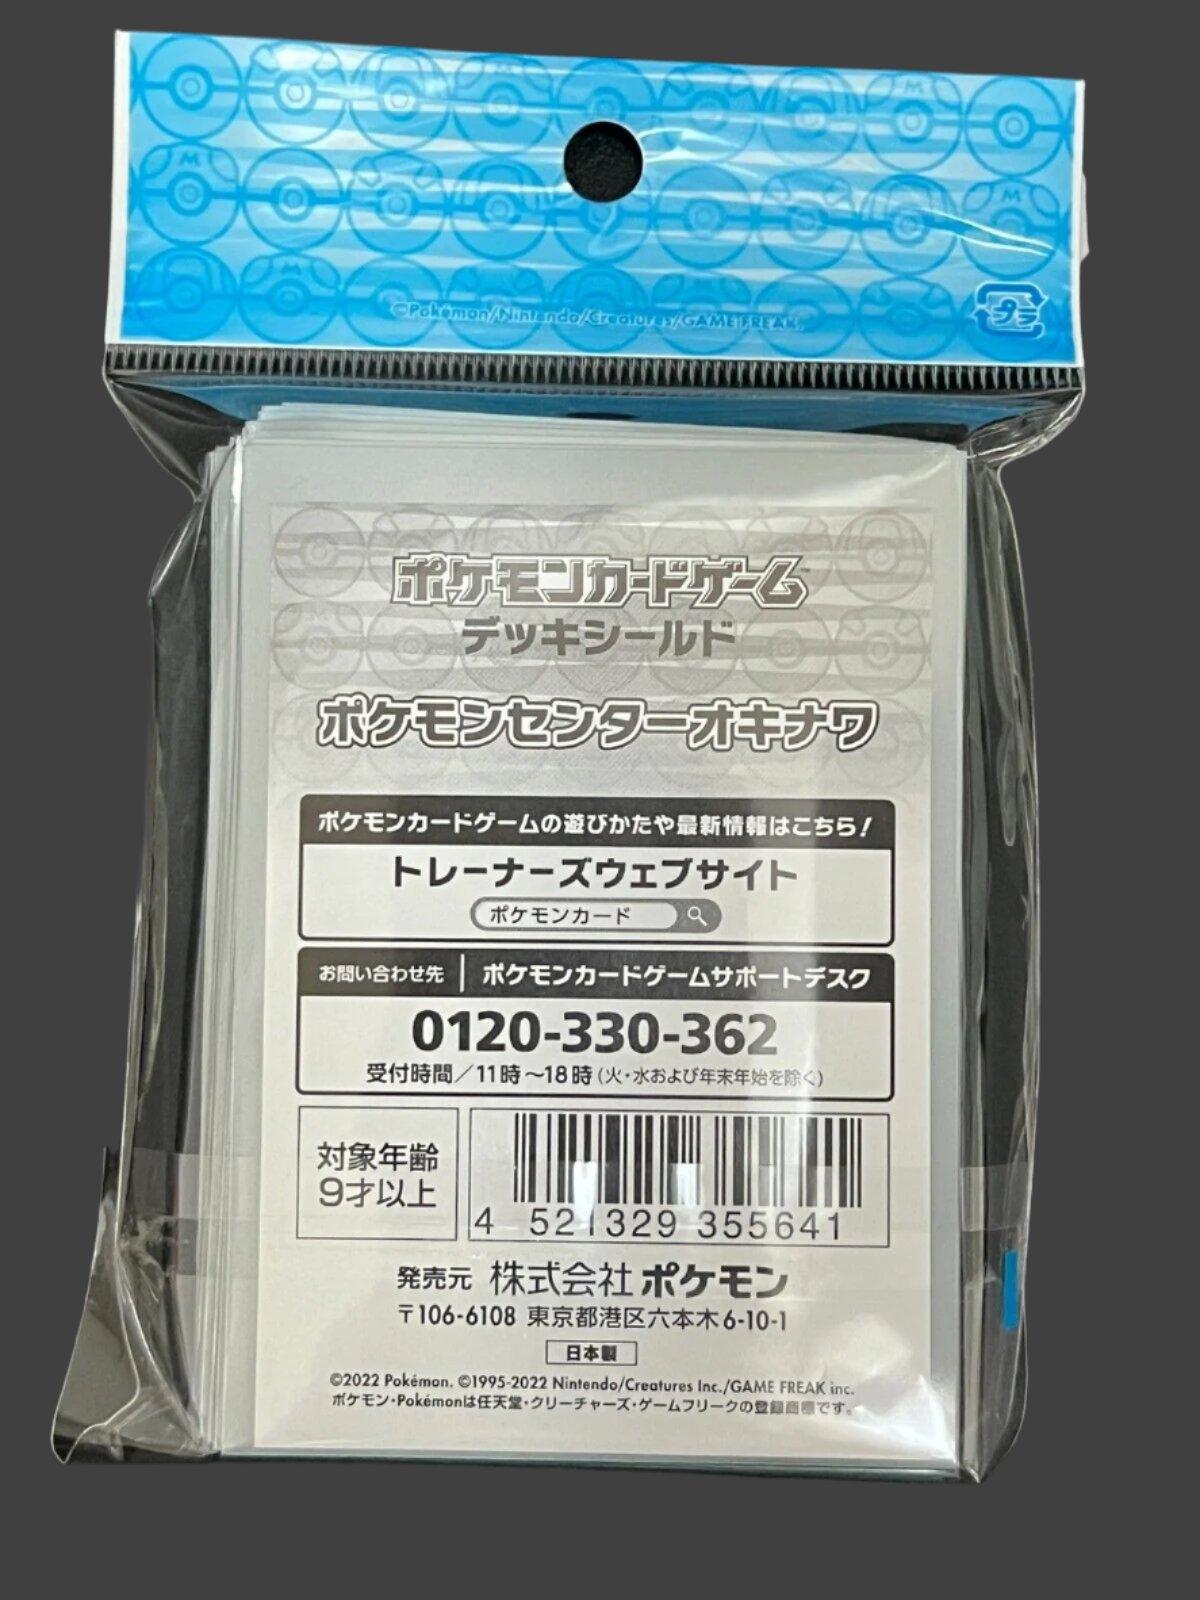 ©Pokémon/Nintendo/Creatures/GAME FREAK.
プラ
ポケモンカードゲーム
デッキシールド
ポケモンセンターオキナワ
ポケモンカードゲームの遊びかたや最新情報はこちら!
トレーナーズウェブサイト
ポケモンカード
お問い合わせ先 ポケモンカードゲームサポートデスク
0120-330-362
受付時間/11時~18時(火・水および年末年始を除く)
対象年齢
9才以上
4 521329 355641
発売元 株式会社ポケモン
〒106-6108 東京都港区六本木6-10-1
日本製
©2022 Pokémon. ©1995-2022 Nintendo/Creatures Inc./GAME FREAK inc.
ポケモン・Pokémonは任天堂・クリーチャーズ・ゲームフリークの登録商標です。